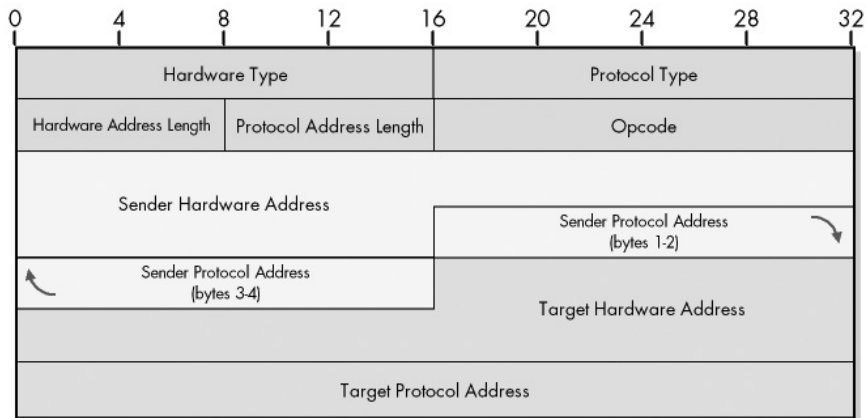 0 4 8 12 16 20 24 28 32
Hardware Type Protocol Type
Hardware Address Length Protocol Address Length Opcode
Sender Hardware Address
Sender Protocol Address
(bytes 1-2)
Sender Protocol Address
(bytes 3-4)
Target Hardware Address
Target Protocol Address